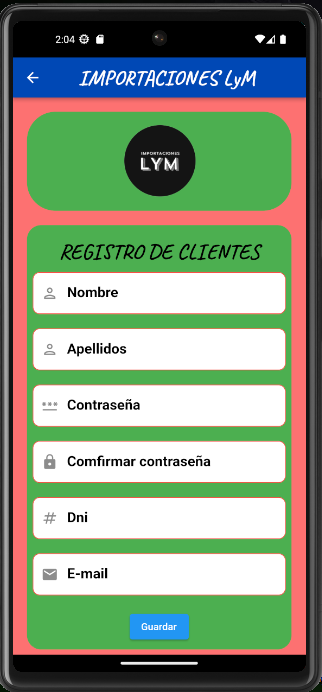 2:04
IMPORTACIONES LyM
IMPORTACIONES
LYM
REGISTRO DE CLIENTES
Nombre
Apellidos
Contraseña
Comfirmar contraseña
Dni
E-mail
Guardar